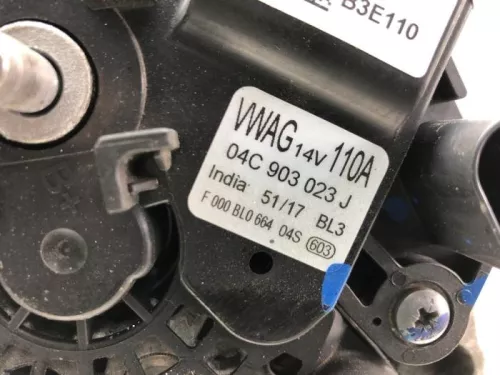 B3E110
VWAG 14V 110A
04C 903 023 J
India 51/17 BL3
F 000 BL0 664 04S 603